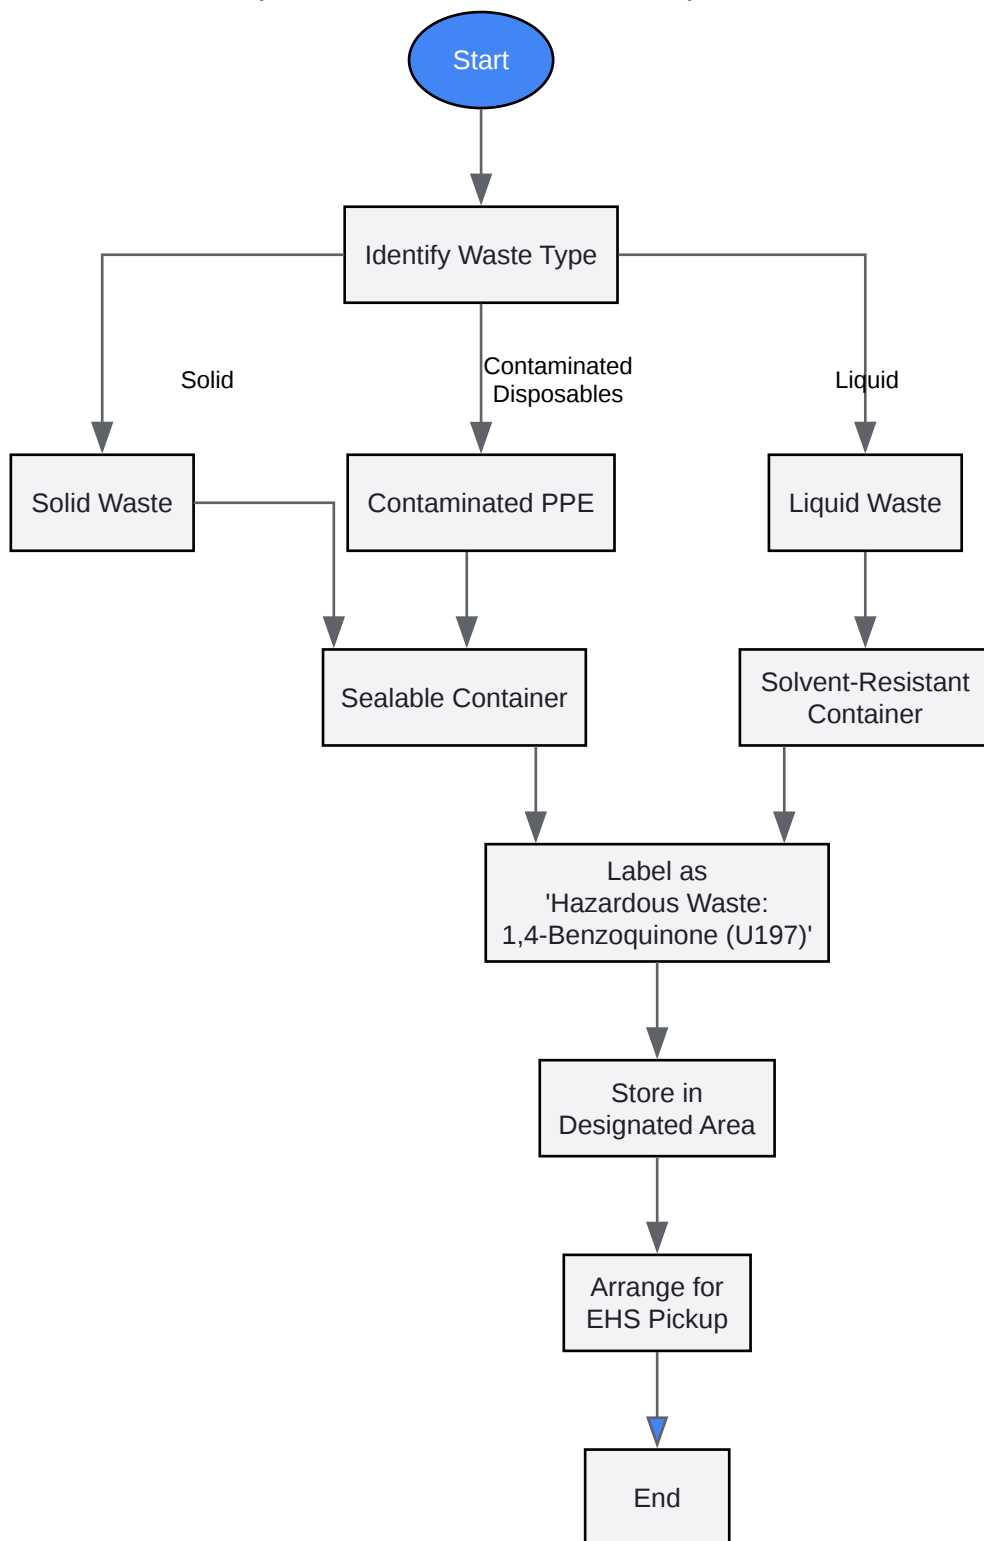 Start
Identify Waste Type
Solid
Contaminated
Disposables
Liquid
Solid Waste
Contaminated PPE
Liquid Waste
Sealable Container
Solvent-Resistant
Container
Label as
'Hazardous Waste:
1,4-Benzoquinone (U197)'
Store in
Designated Area
Arrange for
EHS Pickup
End